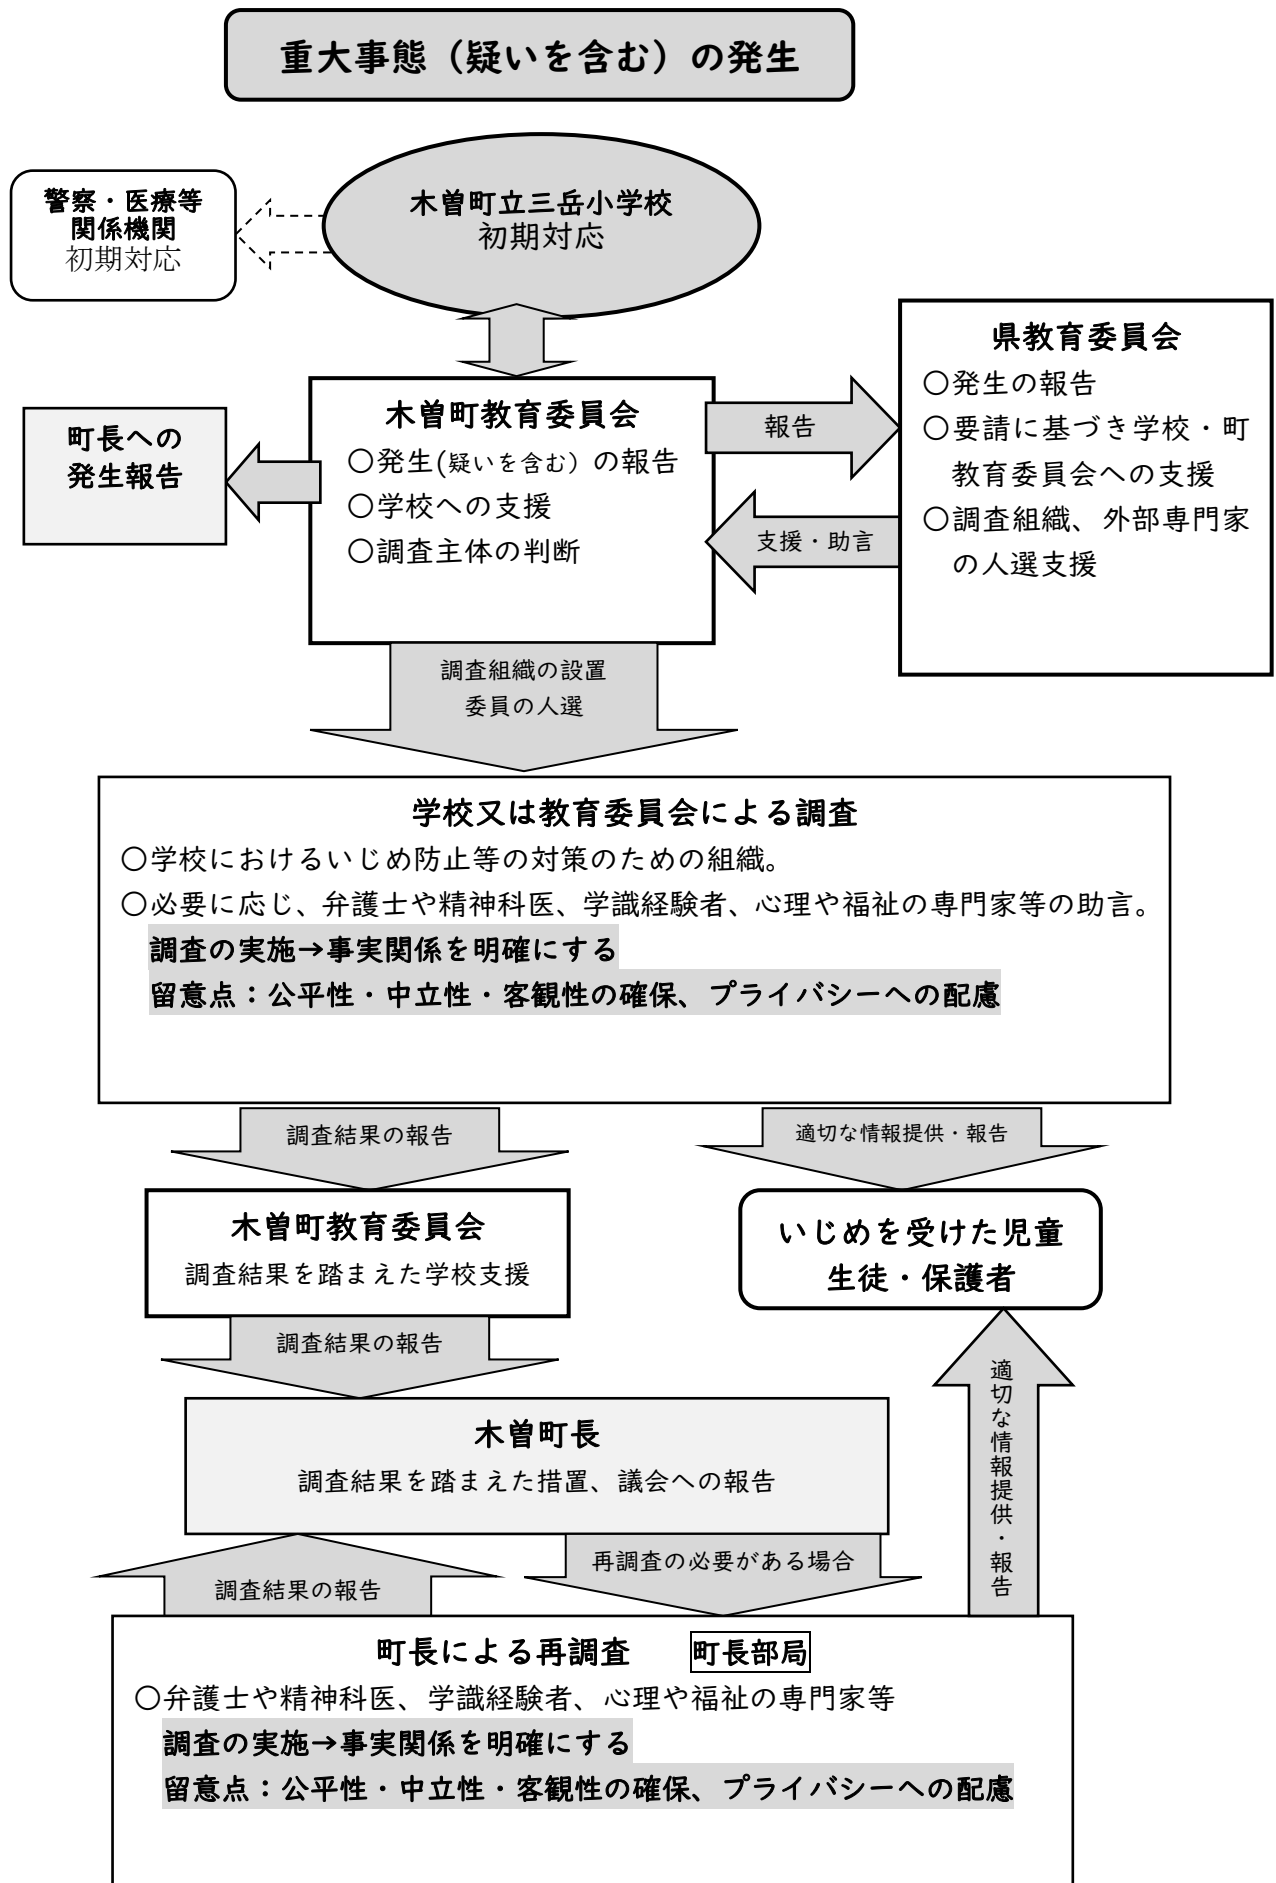 重大事態（疑いを含む）の発生
警察・医療等
関係機関
初期対応
木曽町立三岳小学校
初期対応
町長への
発生報告
木曽町教育委員会
○発生(疑いを含む）の報告
○学校への支援
○調査主体の判断
報告
支援・助言
県教育委員会
○発生の報告
○要請に基づき学校・町
教育委員会への支援
○調査組織、外部専門家
の人選支援
調査組織の設置
委員の人選
学校又は教育委員会による調査
○学校におけるいじめ防止等の対策のための組織。
○必要に応じ、弁護士や精神科医、学識経験者、心理や福祉の専門家等の助言。
調査の実施→事実関係を明確にする
留意点：公平性・中立性・客観性の確保、プライバシーへの配慮
調査結果の報告
適切な情報提供・報告
木曽町教育委員会
調査結果を踏まえた学校支援
いじめを受けた児童
生徒・保護者
調査結果の報告
適切な情報提供・報告
木曽町長
調査結果を踏まえた措置、議会への報告
調査結果の報告
再調査の必要がある場合
町長による再調査 町長部局
○弁護士や精神科医、学識経験者、心理や福祉の専門家等
調査の実施→事実関係を明確にする
留意点：公平性・中立性・客観性の確保、プライバシーへの配慮